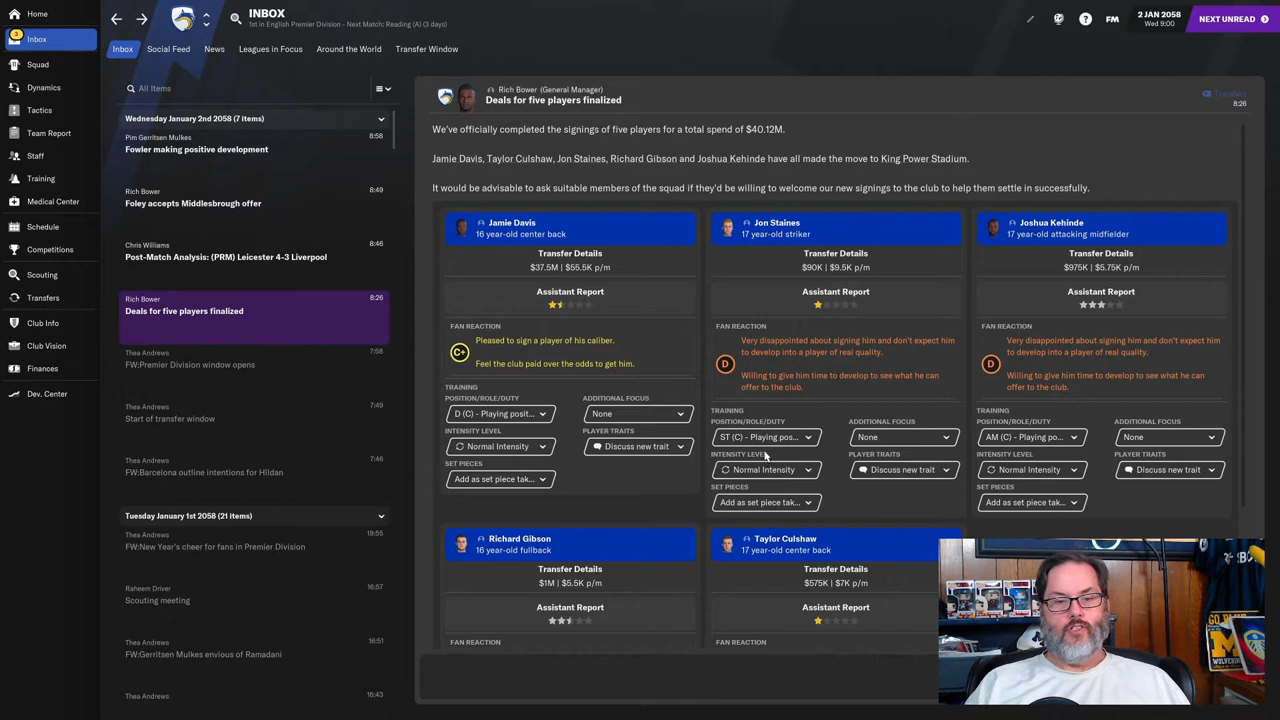 Home
INBOX
1st in English Premier Division - Next Match: Reading (A) (3 days)
FM
2 JAN 2058
Wed 9:00
NEXT UNREAD
3
Inbox
Squad
Dynamics
Tactics
Team Report
Staff
Training
Medical Center
Schedule
Competitions
Scouting
Transfers
Club Info
Club Vision
Finances
Dev. Center
Inbox
Social Feed
News
Leagues in Focus
Around the World
Transfer Window
All Items
Wednesday January 2nd 2058 (7 items)
Pim Gerritsen Mulkes
8:58
Fowler making positive development
Rich Bower
8:49
Foley accepts Middlesbrough offer
Chris Williams
8:46
Post-Match Analysis: (PRM) Leicester 4-3 Liverpool
Rich Bower
8:26
Deals for five players finalized
Thea Andrews
7:58
FW:Premier Division window opens
Thea Andrews
7:49
Start of transfer window
Thea Andrews
7:46
FW:Barcelona outline intentions for Hildan
Tuesday January 1st 2058 (21 items)
Thea Andrews
19:55
FW:New Year's cheer for fans in Premier Division
Raheem Driver
16:57
Scouting meeting
Thea Andrews
16:51
FW:Gerritsen Mulkes envious of Ramadani
Thea Andrews
16:43
Rich Bower (General Manager)
Deals for five players finalized
Transfers
8:26
We've officially completed the signings of five players for a total spend of $40.12M.
Jamie Davis, Taylor Culshaw, Jon Staines, Richard Gibson and Joshua Kehinde have all made the move to King Power Stadium.
It would be advisable to ask suitable members of the squad if they'd be willing to welcome our new signings to the club to help them settle in successfully.
Jamie Davis
16 year-old center back
Transfer Details
$37.5M | $55.5K p/m
Assistant Report
FAN REACTION
C+
Pleased to sign a player of his caliber.
Feel the club paid over the odds to get him.
TRAINING
POSITION/ROLE/DUTY
ADDITIONAL FOCUS
D (C) - Playing posit...
None
INTENSITY LEVEL
PLAYER TRAITS
Normal Intensity
Discuss new trait
SET PIECES
Add as set piece tak...
Jon Staines
17 year-old striker
Transfer Details
$90K | $9.5K p/m
Assistant Report
FAN REACTION
D
Very disappointed about signing him and don't expect him
to develop into a player of real quality.
Willing to give him time to develop to see what he can
offer to the club.
TRAINING
POSITION/ROLE/DUTY
ADDITIONAL FOCUS
ST (C) - Playing pos...
None
INTENSITY LEVEL
PLAYER TRAITS
Normal Intensity
Discuss new trait
SET PIECES
Add as set piece tak...
Joshua Kehinde
17 year-old attacking midfielder
Transfer Details
$975K | $5.75K p/m
Assistant Report
FAN REACTION
D
Very disappointed about signing him and don't expect him
to develop into a player of real quality.
Willing to give him time to develop to see what he can
offer to the club.
TRAINING
POSITION/ROLE/DUTY
ADDITIONAL FOCUS
AM (C) - Playing po...
None
INTENSITY LEVEL
PLAYER TRAITS
Normal Intensity
Discuss new trait
SET PIECES
Add as set piece tak...
Richard Gibson
16 year-old fullback
Transfer Details
$1M | $5.5K p/m
Assistant Report
FAN REACTION
Taylor Culshaw
17 year-old center back
Transfer Details
$575K | $7K p/m
Assistant Report
FAN REACTION